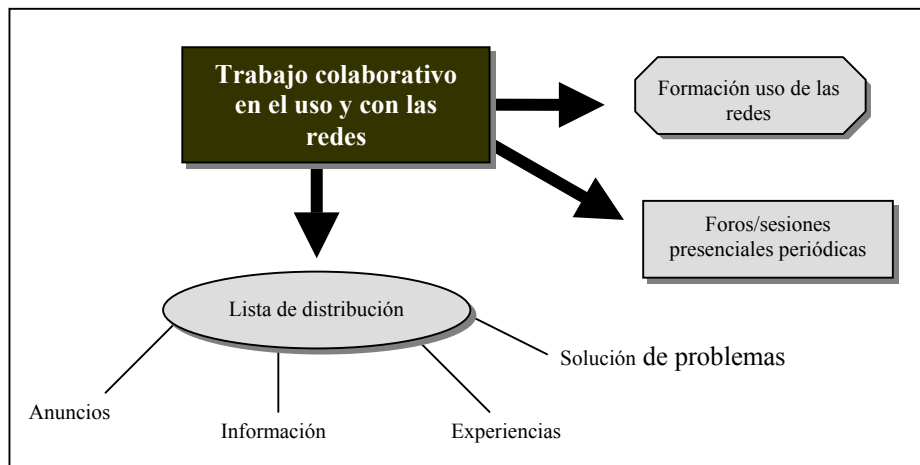 Trabajo colaborativo
en el uso y con las
redes
Formación uso de las
redes
Foros/sesiones
presenciales periódicas
Lista de distribución
Solución de problemas
Anuncios
Información
Experiencias